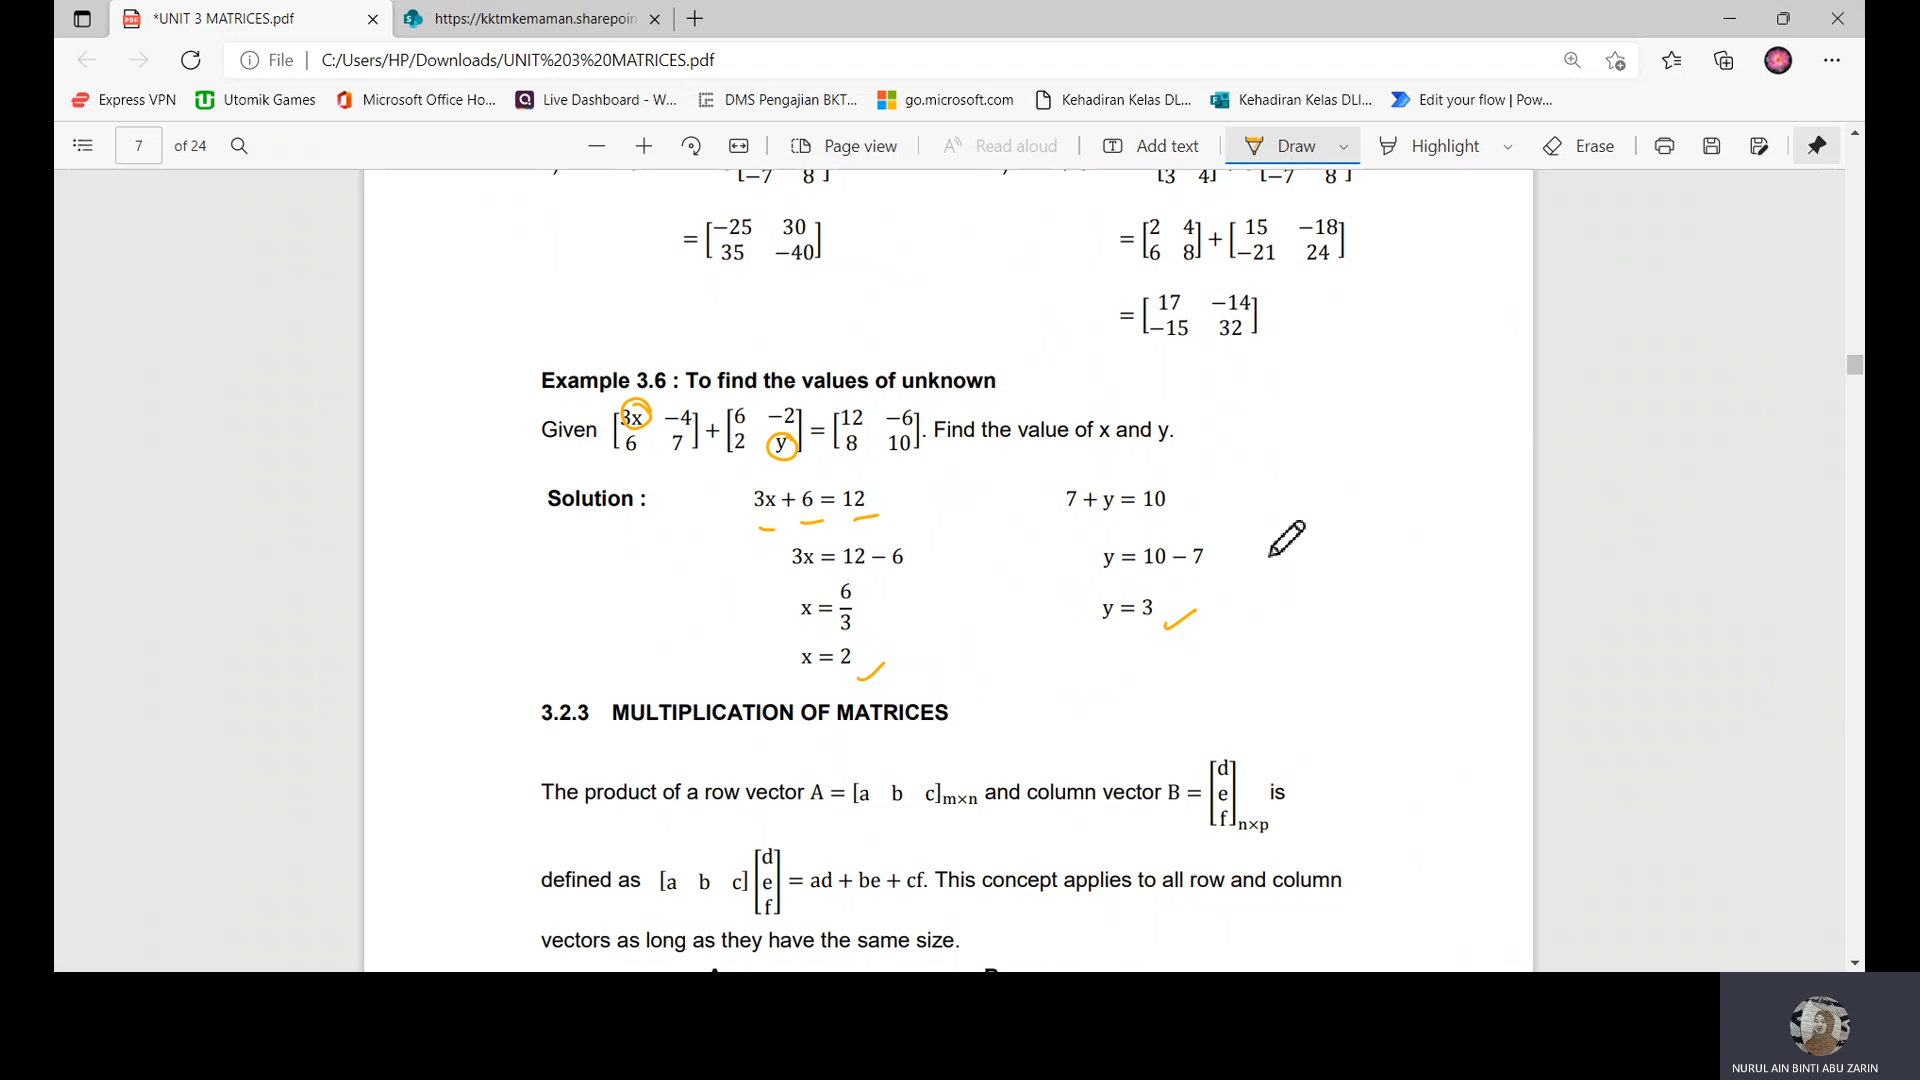 *UNIT 3 MATRICES.pdf
https://kktmkemaman.sharepoin
File
C:/Users/HP/Downloads/UNIT%203%20MATRICES.pdf
Express VPN
Utomik Games
Microsoft Office Ho...
Live Dashboard - W...
DMS Pengajian BKT...
go.microsoft.com
Kehadiran Kelas DL...
Kehadiran Kelas DLI...
Edit your flow | Pow...
7 of 24
Page view
Read aloud
Add text
Draw
Highlight
Erase
[−7 8] [3 4] [−7 8]
= [−25 30
35 −40]
= [2 4
6 8] + [15 −18
−21 24]
= [17 −14
−15 32]
Example 3.6 : To find the values of unknown
Given [3x −4
6 7] + [6 −2
2 y] = [12 −6
8 10]. Find the value of x and y.
Solution : 3x + 6 = 12 7 + y = 10
3x = 12 − 6 y = 10 − 7
x = 6/3 y = 3
x = 2
3.2.3 MULTIPLICATION OF MATRICES
The product of a row vector A = [a b c]m×n and column vector B = [d
e
f]n×p is
defined as [a b c] [d
e
f] = ad + be + cf. This concept applies to all row and column
vectors as long as they have the same size.
NURUL AIN BINTI ABU ZARIN